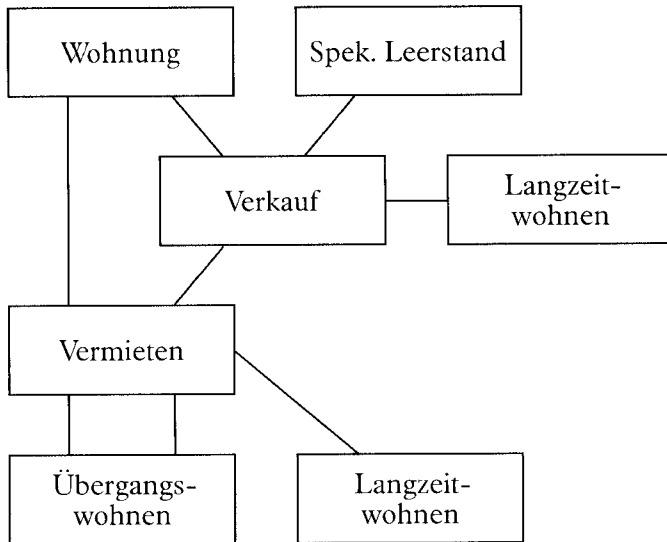 Wohnung
Spek. Leerstand
Verkauf
Langzeit-
wohnen
Vermieten
Übergangs-
wohnen
Langzeit-
wohnen